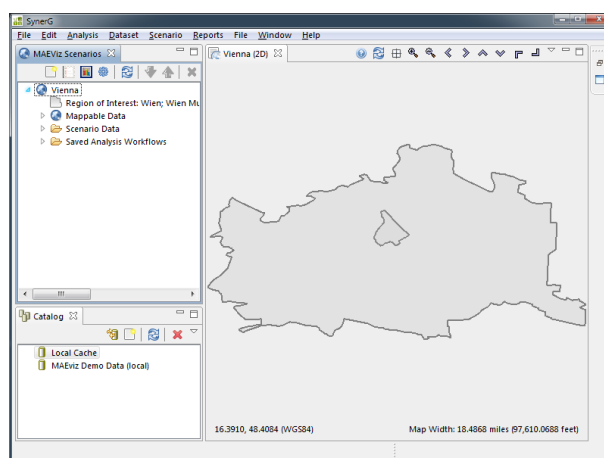 SynerG
File Edit Analysis Dataset Scenario Reports File Window Help
MAEViz Scenarios
Vienna
Region of Interest: Wien; Wien Mu
Mappable Data
Scenario Data
Saved Analysis Workflows
Catalog
Local Cache
MAEviz Demo Data (local)
Vienna (2D)
16.3910, 48.4084 (WGS84)
Map Width: 18.4868 miles (97,610.0688 feet)